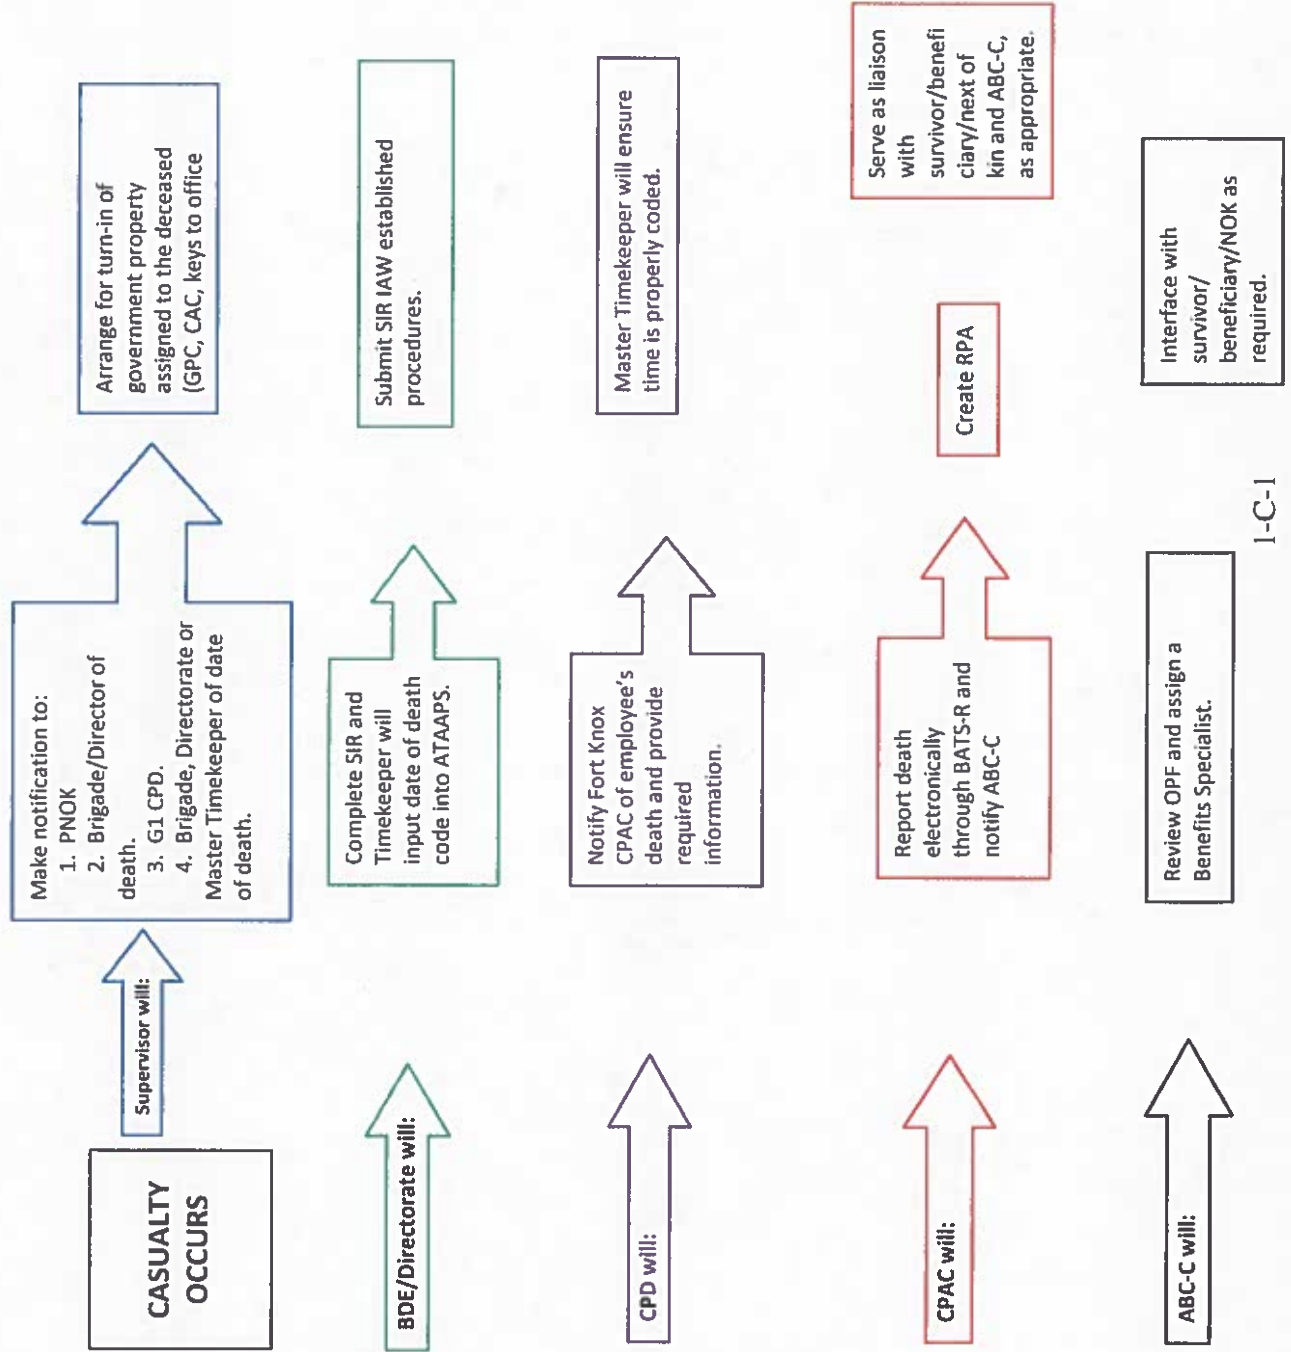 CASUALTY
OCCURS
Supervisor will:
Make notification to:
1. PNOK
2. Brigade/Director of
death.
3. G1 CPD.
4. Brigade, Directorate or
Master Timekeeper of date
of death.
Arrange for turn-in of
government property
assigned to the deceased
(GPC, CAC, keys to office
BDE/Directorate will:
Complete SIR and
Timekeeper will
input date of death
code into ATAAPS.
Submit SIR IAW established
procedures.
CPD will:
Notify Fort Knox
CPAC of employee's
death and provide
required
information.
Master Timekeeper will ensure
time is properly coded.
CPAC will:
Report death
electronically
through BATS-R and
notify ABC-C
Create RPA
Serve as liaison
with
survivor/benefi
ciary/next of
kin and ABC-C,
as appropriate.
ABC-C will:
Review OPF and assign a
Benefits Specialist.
Interface with
survivor/
beneficiary/NOK as
required.
1-C-1